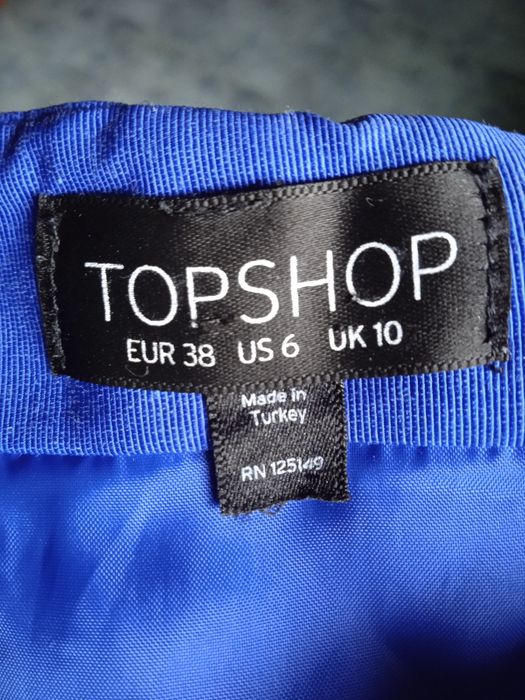 TOPSHOP
EUR 38 US 6 UK 10
Made in
Turkey
RN 125149